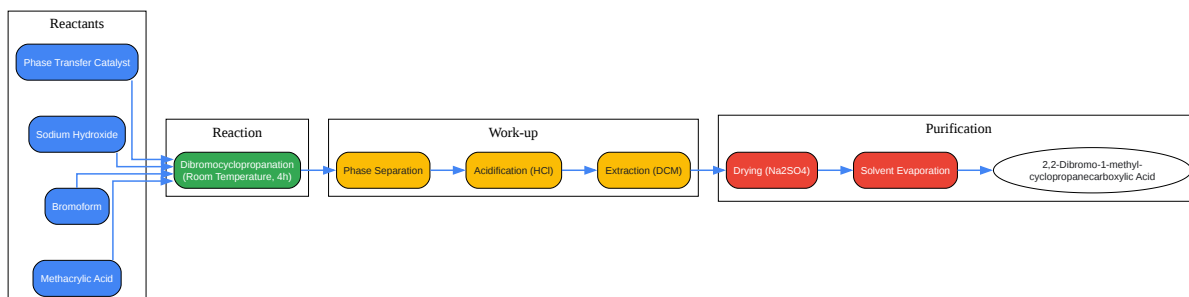 Reactants
Phase Transfer Catalyst
Sodium Hydroxide
Bromoform
Methacrylic Acid
Reaction
Dibromocyclopropanation
(Room Temperature, 4h)
Work-up
Phase Separation
Acidification (HCl)
Extraction (DCM)
Purification
Drying (Na2SO4)
Solvent Evaporation
2,2-Dibromo-1-methyl-
cyclopropanecarboxylic Acid